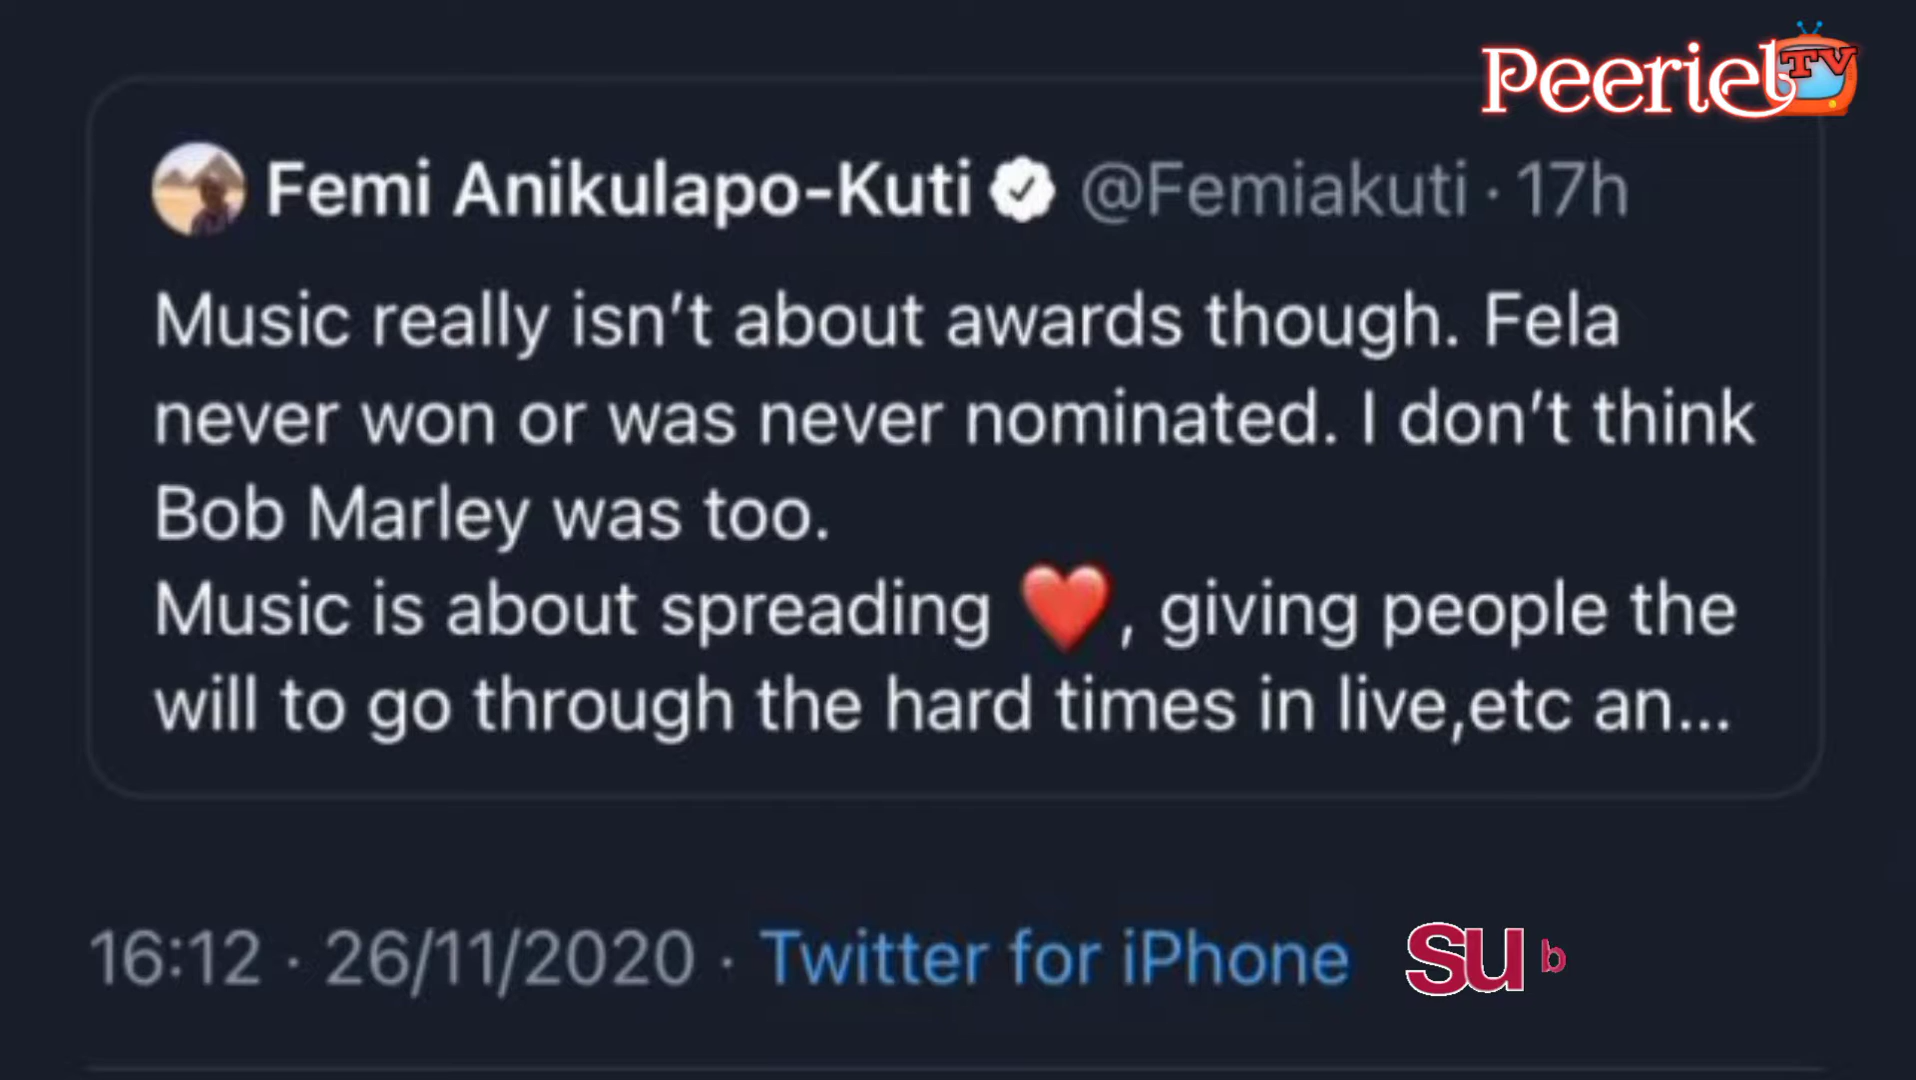 Peeriel TV
Femi Anikulapo-Kuti @Femiakuti · 17h
Music really isn’t about awards though. Fela
never won or was never nominated. I don’t think
Bob Marley was too.
Music is about spreading ❤️, giving people the
will to go through the hard times in live,etc an...
16:12 · 26/11/2020 · Twitter for iPhone
SU b